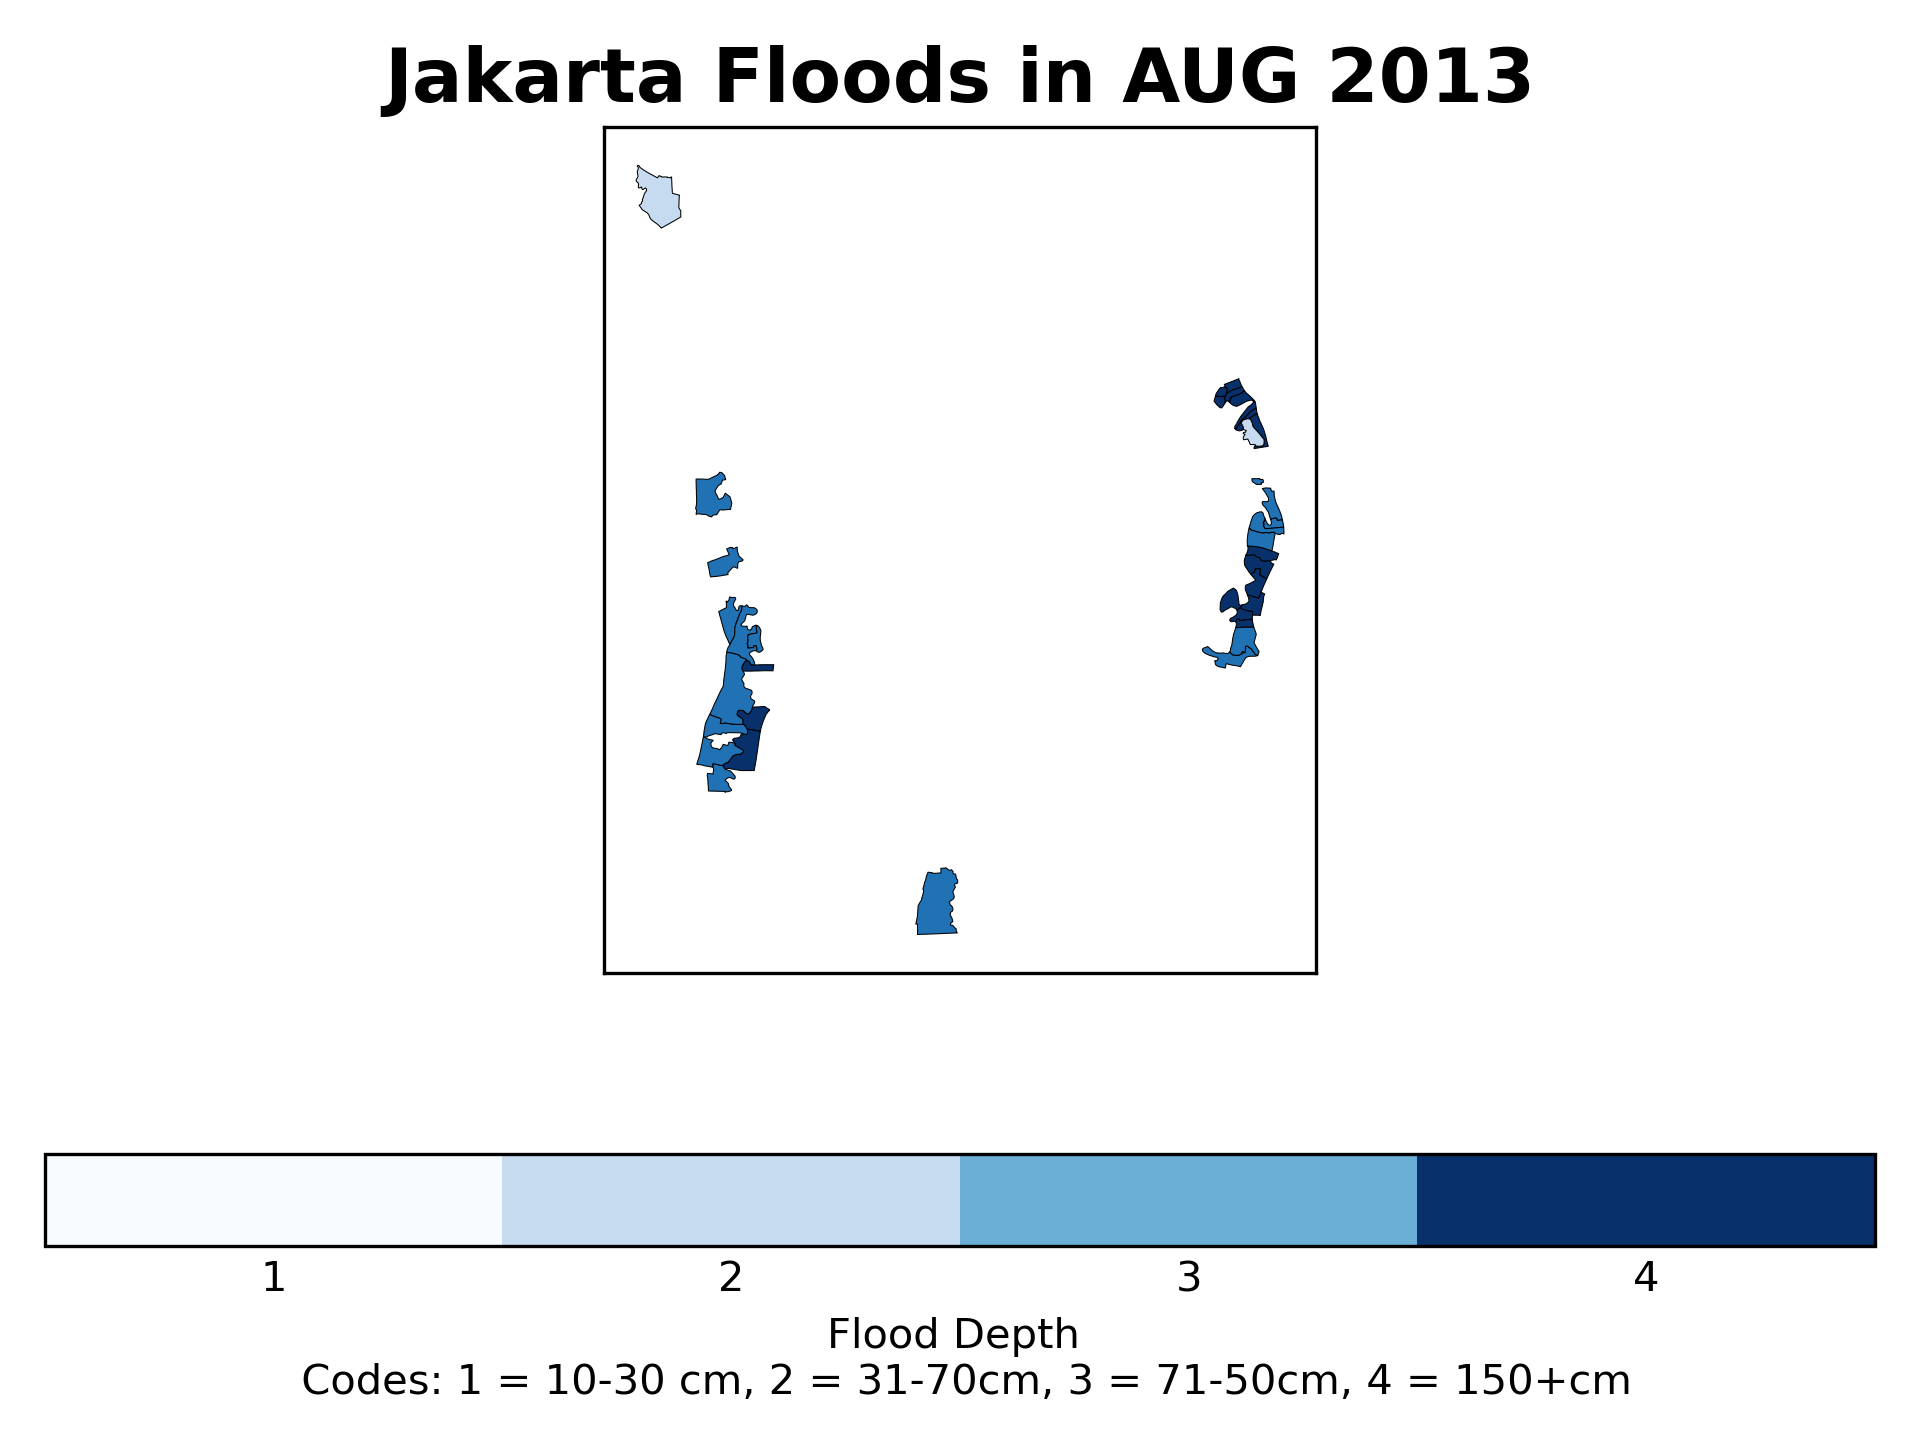 Jakarta Floods in AUG 2013
1 2 3 4
Flood Depth
Codes: 1 = 10-30 cm, 2 = 31-70cm, 3 = 71-50cm, 4 = 150+cm